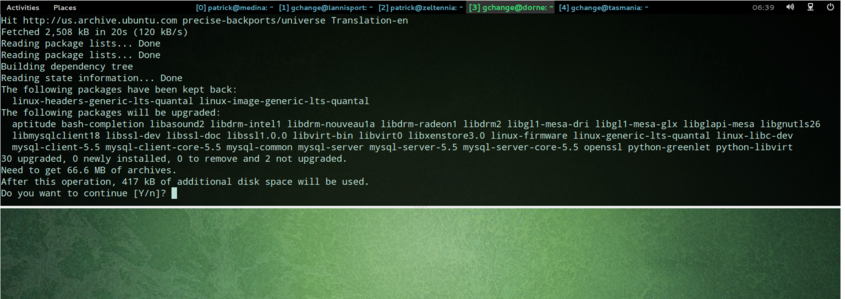 Activities Places [0] patrick@medina: ~ [1] gchange@lannisport: ~ [2] patrick@zeltennia: ~ [3] gchange@dorne: ~ [4] gchange@tasmania: ~ 06:39
Hit http://us.archive.ubuntu.com precise-backports/universe Translation-en
Fetched 2,508 kB in 20s (120 kB/s)
Reading package lists... Done
Reading package lists... Done
Building dependency tree
Reading state information... Done
The following packages have been kept back:
linux-headers-generic-lts-quantal linux-image-generic-lts-quantal
The following packages will be upgraded:
aptitude bash-completion libasound2 libdrm-intel1 libdrm-nouveau1a libdrm-radeon1 libdrm2 libgl1-mesa-dri libgl1-mesa-glx libglapi-mesa libgnutls26
libmysqlclient18 libssl-dev libssl-doc libssl1.0.0 libvirt-bin libvirt0 libxenstore3.0 linux-firmware linux-generic-lts-quantal linux-libc-dev
mysql-client-5.5 mysql-client-core-5.5 mysql-common mysql-server mysql-server-5.5 mysql-server-core-5.5 openssl python-greenlet python-libvirt
30 upgraded, 0 newly installed, 0 to remove and 2 not upgraded.
Need to get 66.6 MB of archives.
After this operation, 417 kB of additional disk space will be used.
Do you want to continue [Y/n]?